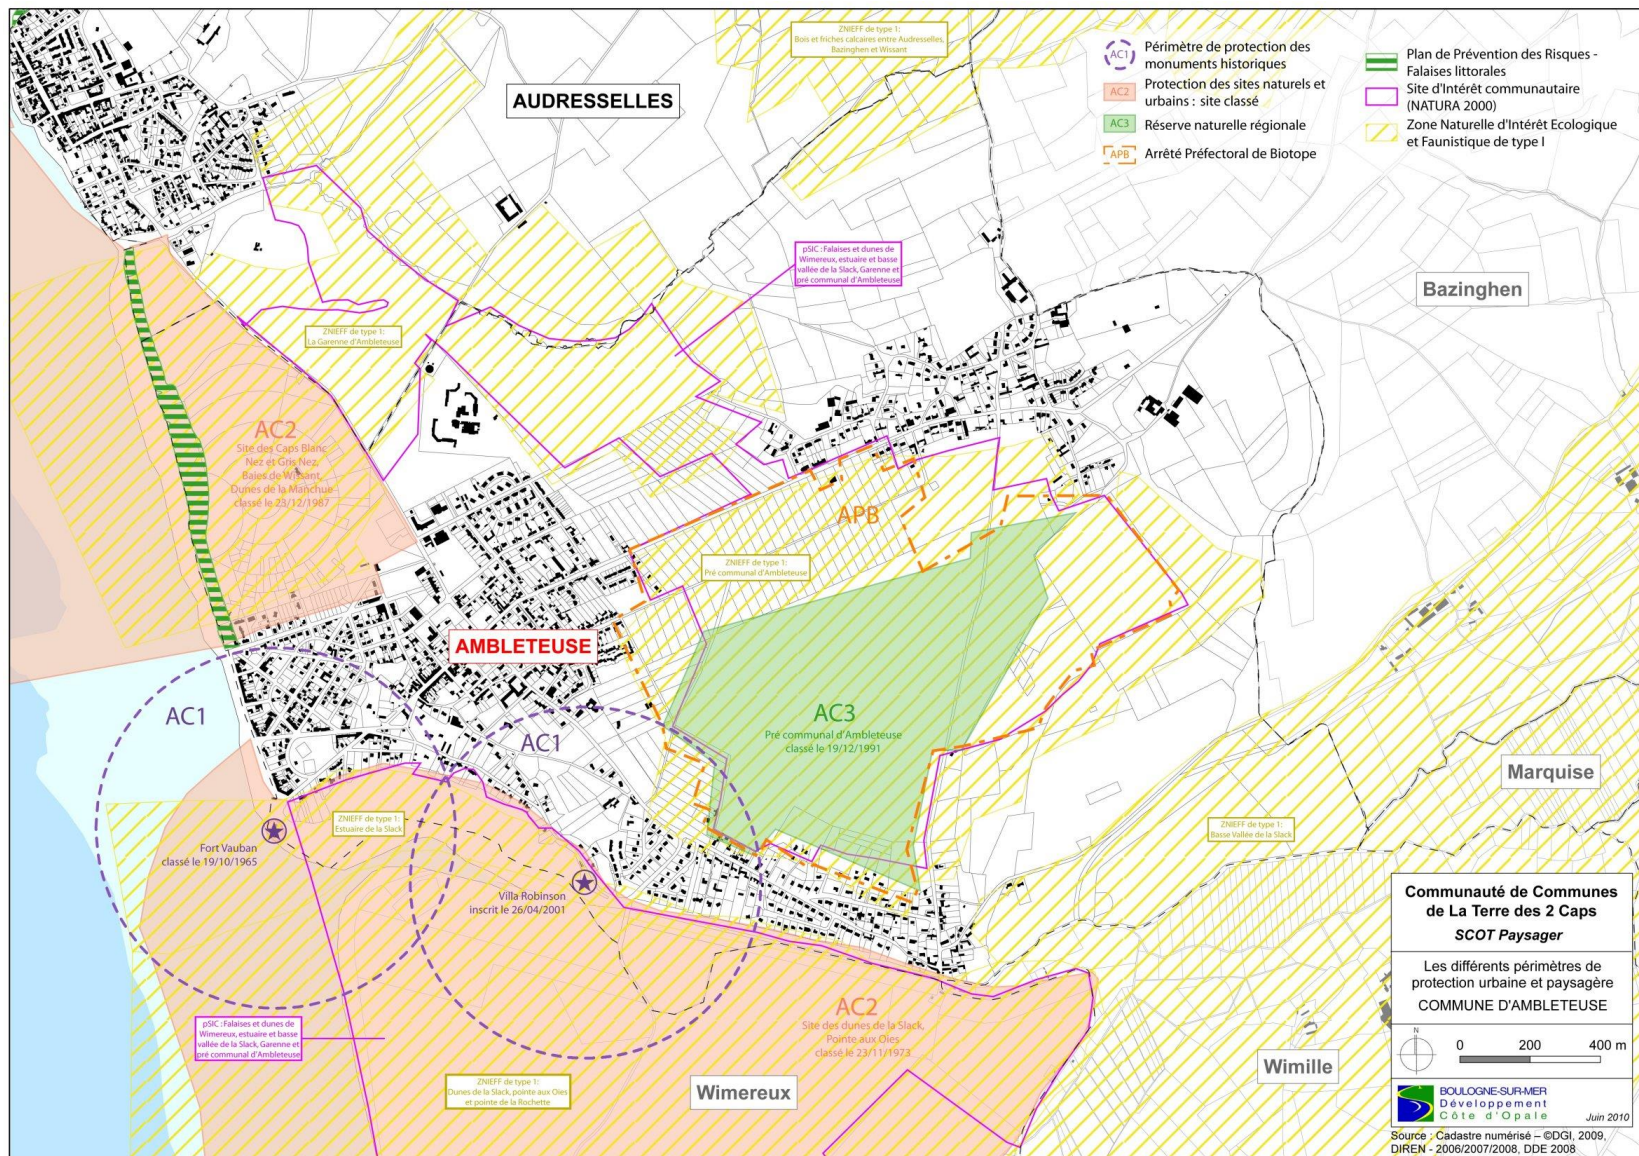 ZNIEFF de type 1:
Bois et friches calcaires entre Audresselles,
Bazinghen et Wissant
AUDRESSELLES
AC1
Périmètre de protection des
monuments historiques
AC2
Protection des sites naturels et
urbains : site classé
AC3
Réserve naturelle régionale
APB
Arrêté Préfectoral de Biotope
Plan de Prévention des Risques -
Falaises littorales
Site d'Intérêt communautaire
(NATURA 2000)
Zone Naturelle d'Intérêt Ecologique
et Faunistique de type I
pSIC : Falaises et dunes de
Wimereux, estuaire et basse
vallée de la Slack, Garenne et
pré communal d'Ambleteuse
Bazinghen
ZNIEFF de type 1:
La Garenne d'Ambleteuse
AC2
Site des Caps Blanc
Nez et Gris Nez,
Baies de Wissant,
Dunes de la Manchue
classé le 23/12/1987
APB
ZNIEFF de type 1:
Pré communal d'Ambleteuse
AMBLETEUSE
AC1
AC1
AC3
Pré communal d'Ambleteuse
classé le 19/12/1991
Marquise
ZNIEFF de type 1:
Estuaire de la Slack
ZNIEFF de type 1:
Basse Vallée de la Slack
Fort Vauban
classé le 19/10/1965
Villa Robinson
inscrit le 26/04/2001
AC2
Site des dunes de la Slack,
Pointe aux Oies
classé le 23/11/1973
pSIC : Falaises et dunes de
Wimereux, estuaire et basse
vallée de la Slack, Garenne et
pré communal d'Ambleteuse
ZNIEFF de type 1:
Dunes de la Slack, pointe aux Oies
et pointe de la Rochette
Wimereux
Wimille
Communauté de Communes
de La Terre des 2 Caps
SCOT Paysager
Les différents périmètres de
protection urbaine et paysagère
COMMUNE D'AMBLETEUSE
N
0 200 400 m
BOULOGNE-SUR-MER
Développement
Côte d'Opale
Juin 2010
Source : Cadastre numérisé – ©DGI, 2009,
DIREN - 2006/2007/2008, DDE 2008